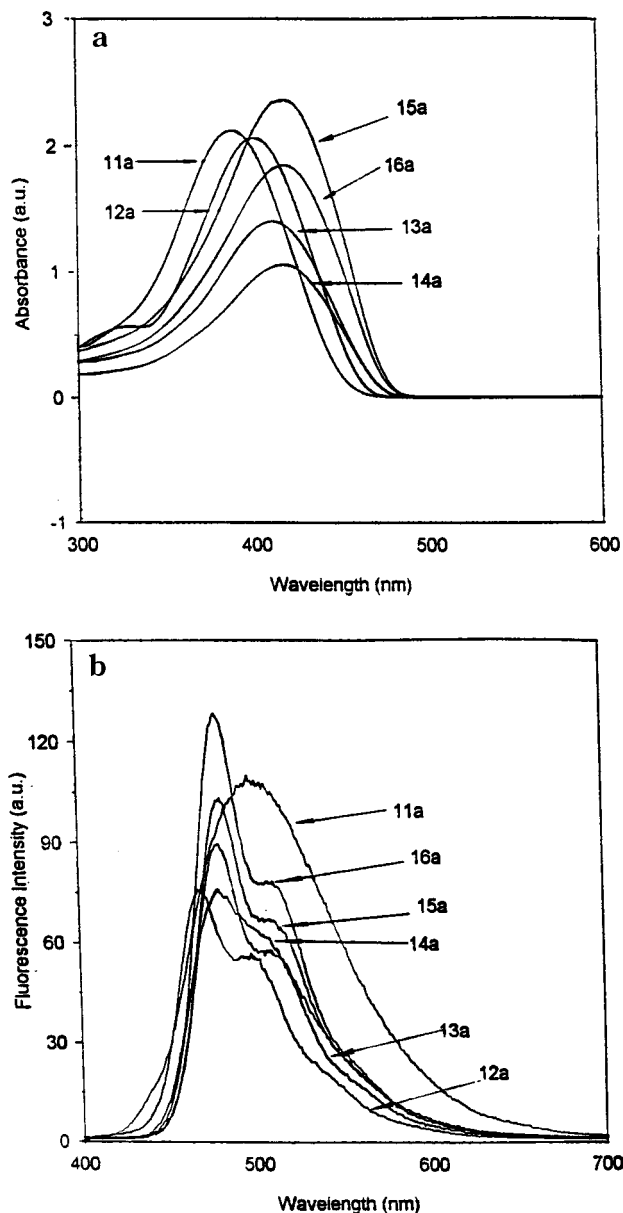 a
3
2
1
0
-1
300 400 500 600
Absorbance (a.u.)
Wavelength (nm)
11a
12a
15a
16a
13a
14a
b
150
120
90
60
30
0
400 500 600 700
Fluorescence Intensity (a.u.)
Wavelength (nm)
11a
16a
15a
14a
13a
12a